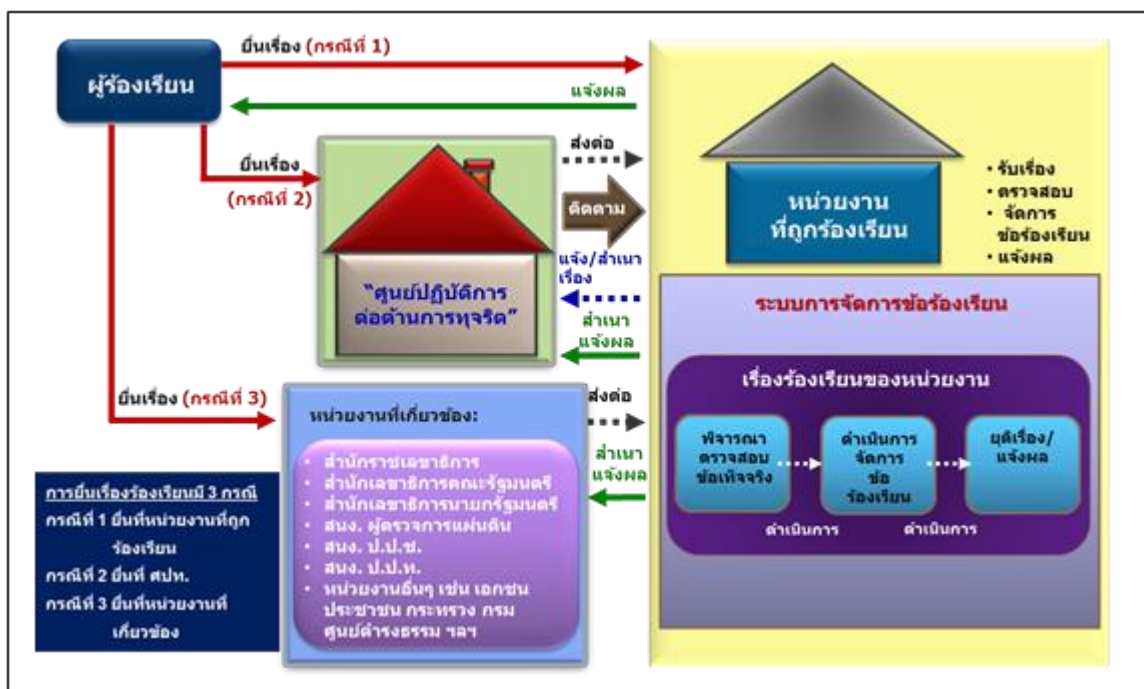 ยื่นเรื่อง (กรณีที่ 1)
ผู้ร้องเรียน
แจ้งผล
ยื่นเรื่อง
(กรณีที่ 2)
ส่งต่อ
ติดตาม
แจ้ง/สำเนา
เรื่อง
สำเนา
แจ้งผล
"ศูนย์ปฏิบัติการ
ต่อต้านการทุจริต"
หน่วยงาน
ที่ถูกร้องเรียน
• รับเรื่อง
• ตรวจสอบ
• จัดการ
ข้อร้องเรียน
• แจ้งผล
ระบบการจัดการข้อร้องเรียน
เรื่องร้องเรียนของหน่วยงาน
พิจารณา
ตรวจสอบ
ข้อเท็จจริง
ดำเนินการ
จัดการ
ข้อ
ร้องเรียน
ยุติเรื่อง/
แจ้งผล
ดำเนินการ
ดำเนินการ
ยื่นเรื่อง (กรณีที่ 3)
ส่งต่อ
สำเนา
แจ้งผล
หน่วยงานที่เกี่ยวข้อง:
• สำนักราชเลขาธิการ
• สำนักเลขาธิการคณะรัฐมนตรี
• สำนักเลขาธิการนายกรัฐมนตรี
• สนง. ผู้ตรวจการแผ่นดิน
• สนง. ป.ป.ช.
• สนง. ป.ป.ท.
• หน่วยงานอื่นๆ เช่น เอกชน
ประชาชน กระทรวง กรม
ศูนย์ดำรงธรรม ฯลฯ
การยื่นเรื่องร้องเรียนมี 3 กรณี
กรณีที่ 1 ยื่นที่หน่วยงานที่ถูก
ร้องเรียน
กรณีที่ 2 ยื่นที่ ศปท.
กรณีที่ 3 ยื่นที่หน่วยงานที่
เกี่ยวข้อง